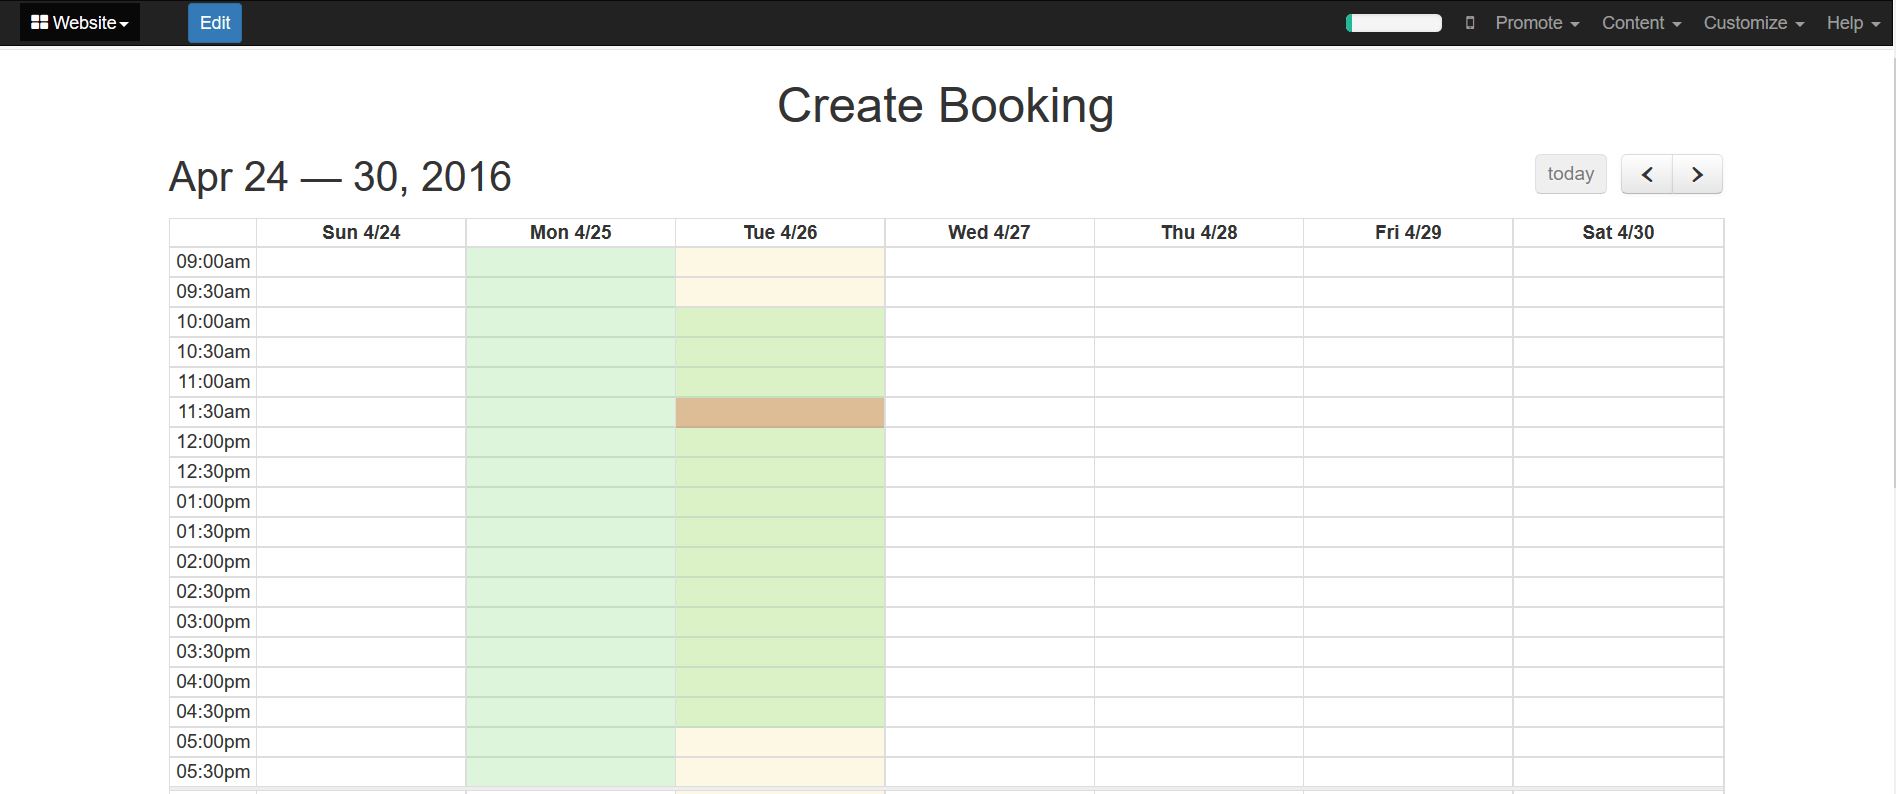 Website Edit Promote Content Customize Help
Create Booking
Apr 24 — 30, 2016
today
Sun 4/24 Mon 4/25 Tue 4/26 Wed 4/27 Thu 4/28 Fri 4/29 Sat 4/30
09:00am
09:30am
10:00am
10:30am
11:00am
11:30am
12:00pm
12:30pm
01:00pm
01:30pm
02:00pm
02:30pm
03:00pm
03:30pm
04:00pm
04:30pm
05:00pm
05:30pm